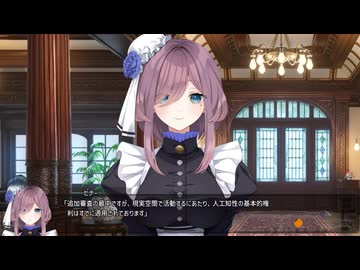 ヒナ
「追加審査の最中ですが、現実空間で活動するにあたり、人工知性の基本的権
利はすでに適用されております」